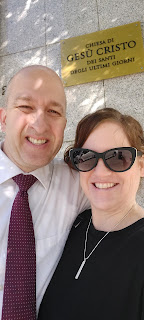 CHIESA DI
GESÙ CRISTO
DEI SANTI
DEGLI ULTIMI GIORNI